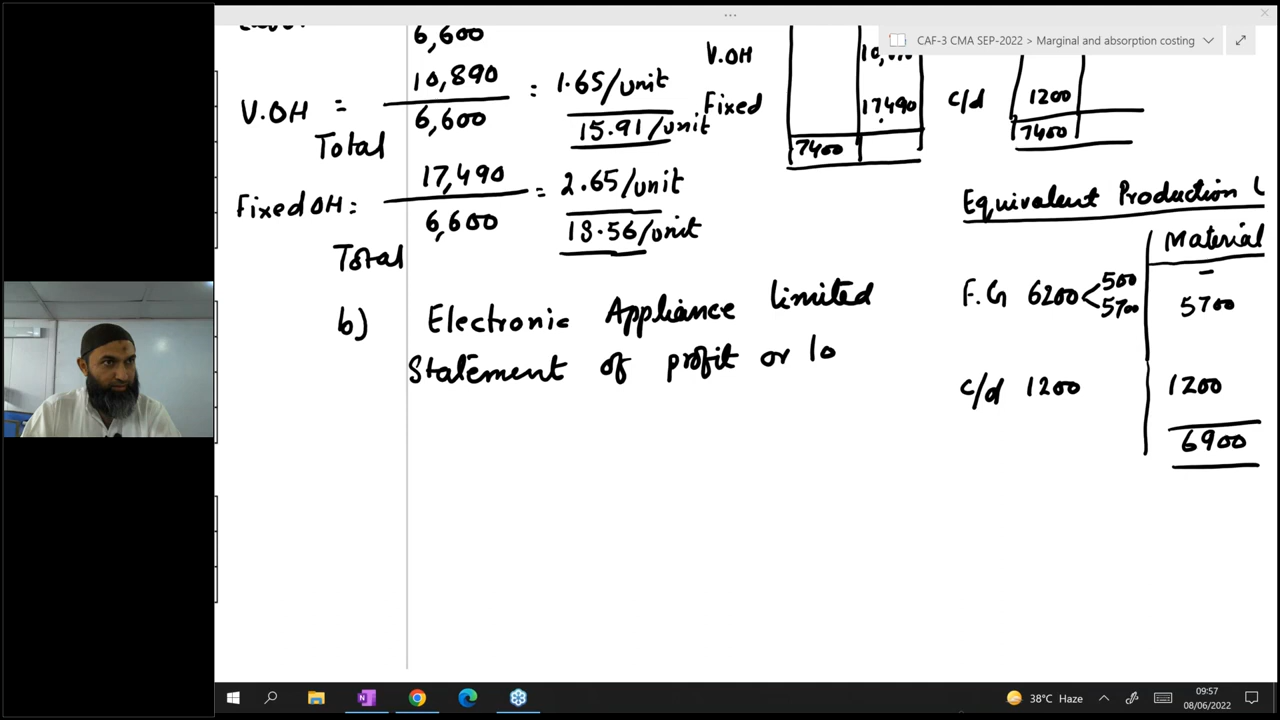 CAF-3 CMA SEP-2022 > Marginal and absorption costing
6,600
V.OH = 10,890 / 6,600 = 1.65/unit
Total 15.91/unit
Fixed OH: 17,490 / 6,600 = 2.65/unit
Total 18.56/unit
b) Electronic Appliance limited
Statement of profit or lo
V.OH
Fixed 17490
7400
c/d 1200
7400
Equivalent Production
Material
F.G 6200 < 500 -
5700 5700
c/d 1200 1200
6900
38°C Haze
09:57
08/06/2022